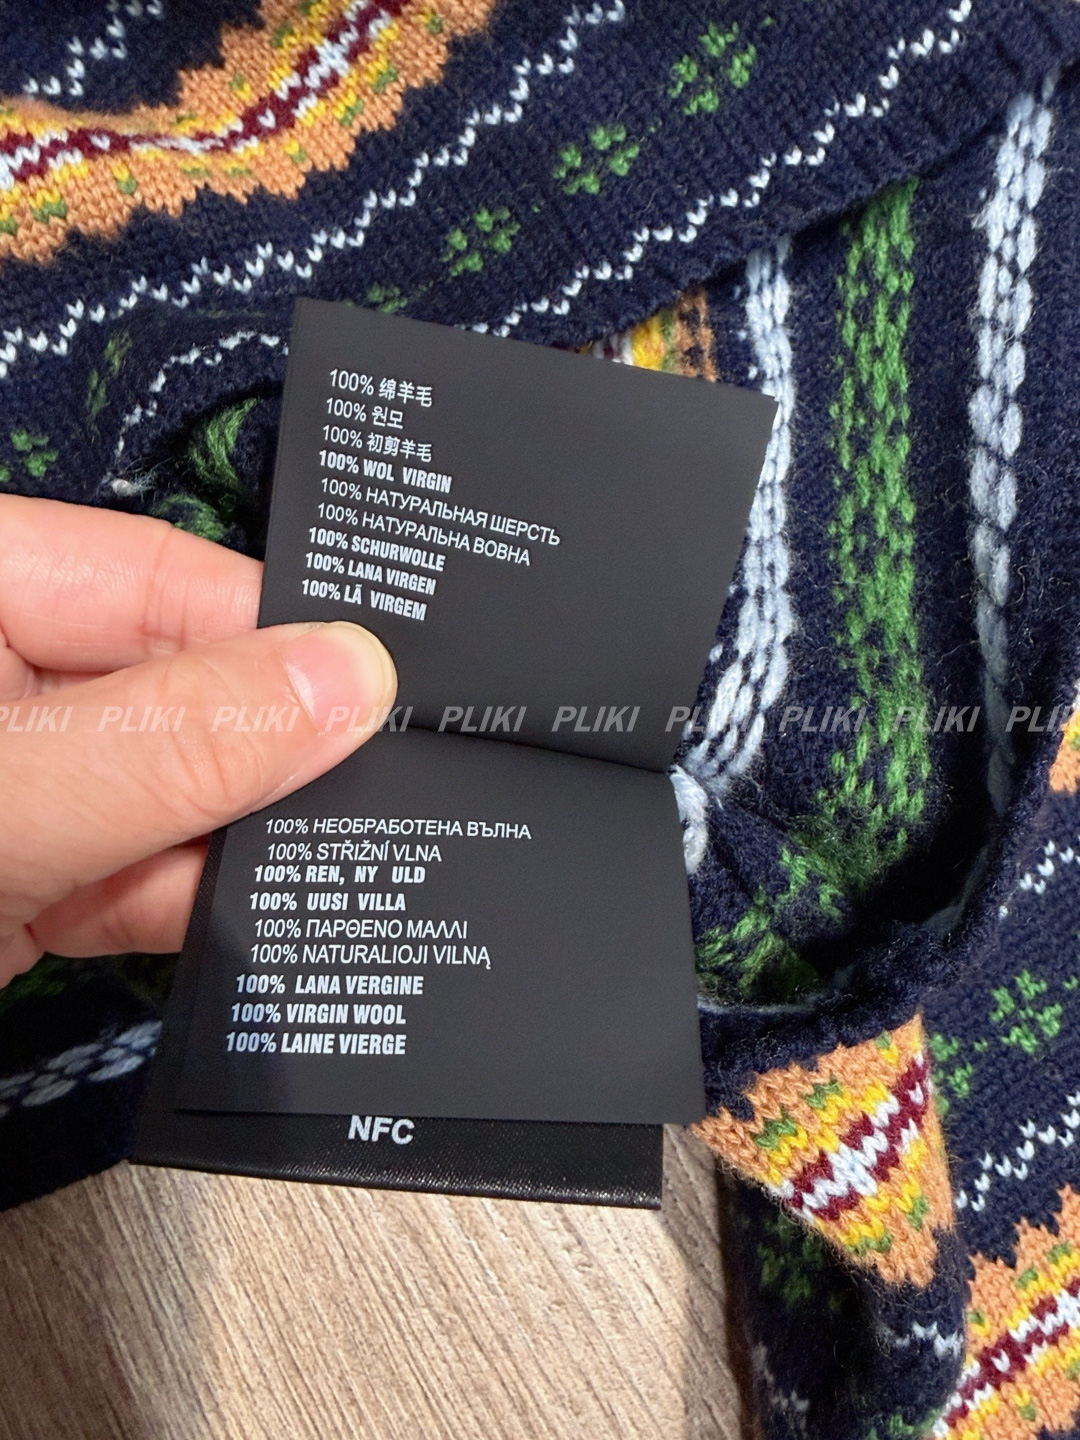 100% 绵羊毛
100% 원모
100% 初剪羊毛
100% WOL VIRGIN
100% НАТУРАЛЬНАЯ ШЕРСТЬ
100% НАТУРАЛЬНА ВОВНА
100% SCHURWOLLE
100% LANA VIRGEN
100% LÃ VIRGEM
PLIKI PLIKI PLIKI PLIKI PLIKI PLIKI PLIKI PLIKI PLIKI PLIKI
100% НЕОБРАБОТЕНА ВЪЛНА
100% STŘIŽNÍ VLNA
100% REN, NY ULD
100% UUSI VILLA
100% ΠΑΡΘΕΝΟ ΜΑΛΛΙ
100% NATURALIOJI VILNĄ
100% LANA VERGINE
100% VIRGIN WOOL
100% LAINE VIERGE
NFC